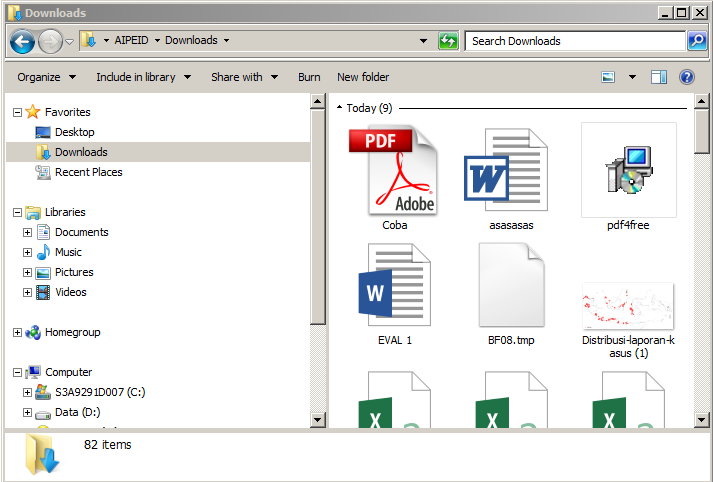 Downloads
AIPEID Downloads
Search Downloads
Organize Include in library Share with Burn New folder
Favorites
Desktop
Downloads
Recent Places
Libraries
Documents
Music
Pictures
Videos
Homegroup
Computer
S3A9291D007 (C:)
Data (D:)
Today (9)
PDF
Adobe
W
Coba
asasasas
pdf4free
W
EVAL 1
BF08.tmp
Distribusi-laporan-k
asus (1)
X a
X a,
X a,
82 items